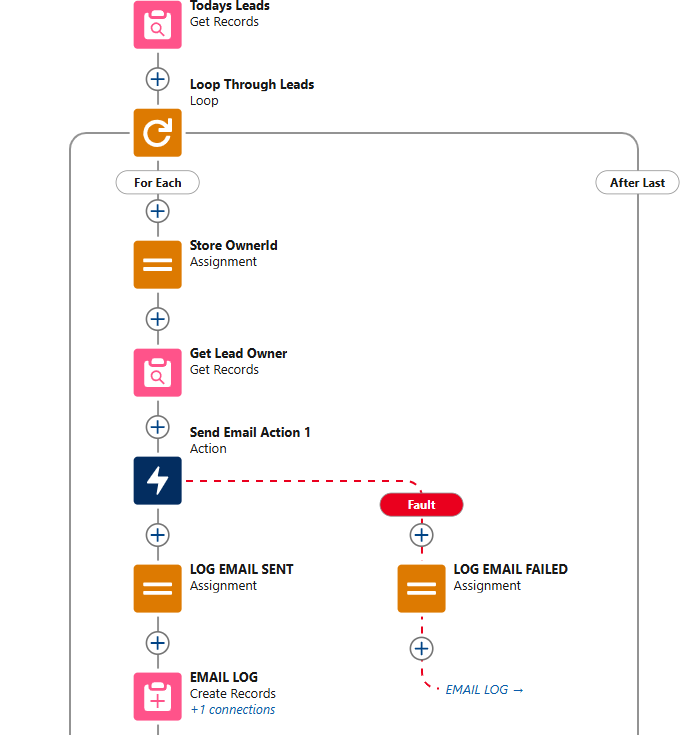 Todays Leads
Get Records
Loop Through Leads
Loop
For Each
After Last
Store OwnerId
Assignment
Get Lead Owner
Get Records
Send Email Action 1
Action
Fault
LOG EMAIL SENT
Assignment
LOG EMAIL FAILED
Assignment
EMAIL LOG
Create Records
+1 connections
EMAIL LOG →